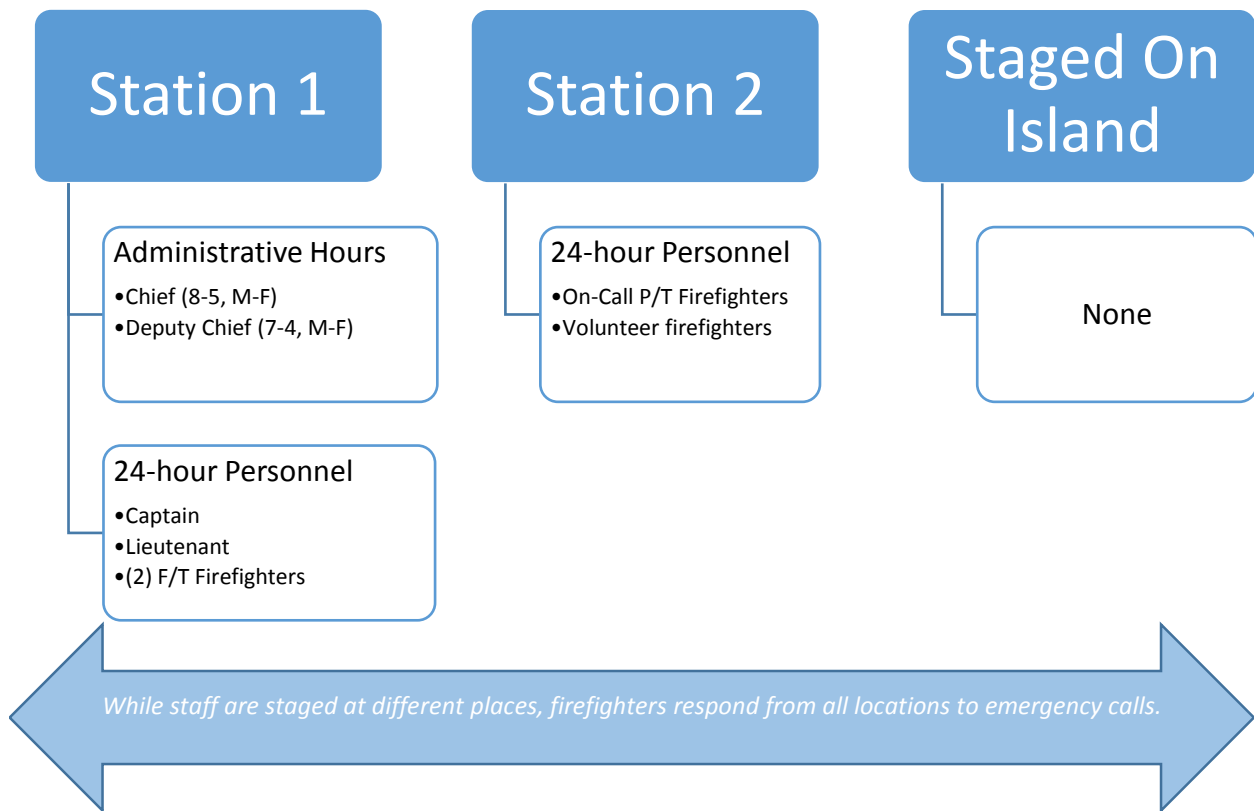 Station 1
Administrative Hours
•Chief (8-5, M-F)
•Deputy Chief (7-4, M-F)
24-hour Personnel
•Captain
•Lieutenant
•(2) F/T Firefighters
Station 2
24-hour Personnel
•On-Call P/T Firefighters
•Volunteer firefighters
Staged On
Island
None
While staff are staged at different places, firefighters respond from all locations to emergency calls.